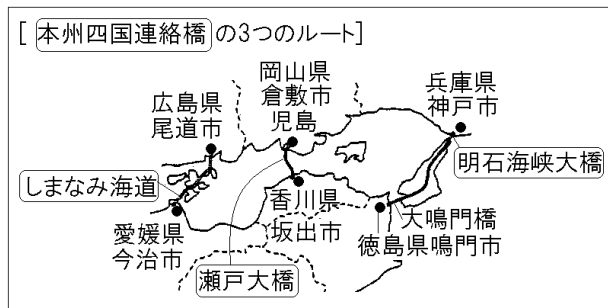 [ 本州四国連絡橋 の3つのルート]
岡山県
倉敷市
児島
兵庫県
神戸市
広島県
尾道市
明石海峡大橋
しまなみ海道
香川県
坂出市
大鳴門橋
徳島県鳴門市
愛媛県
今治市
瀬戸大橋